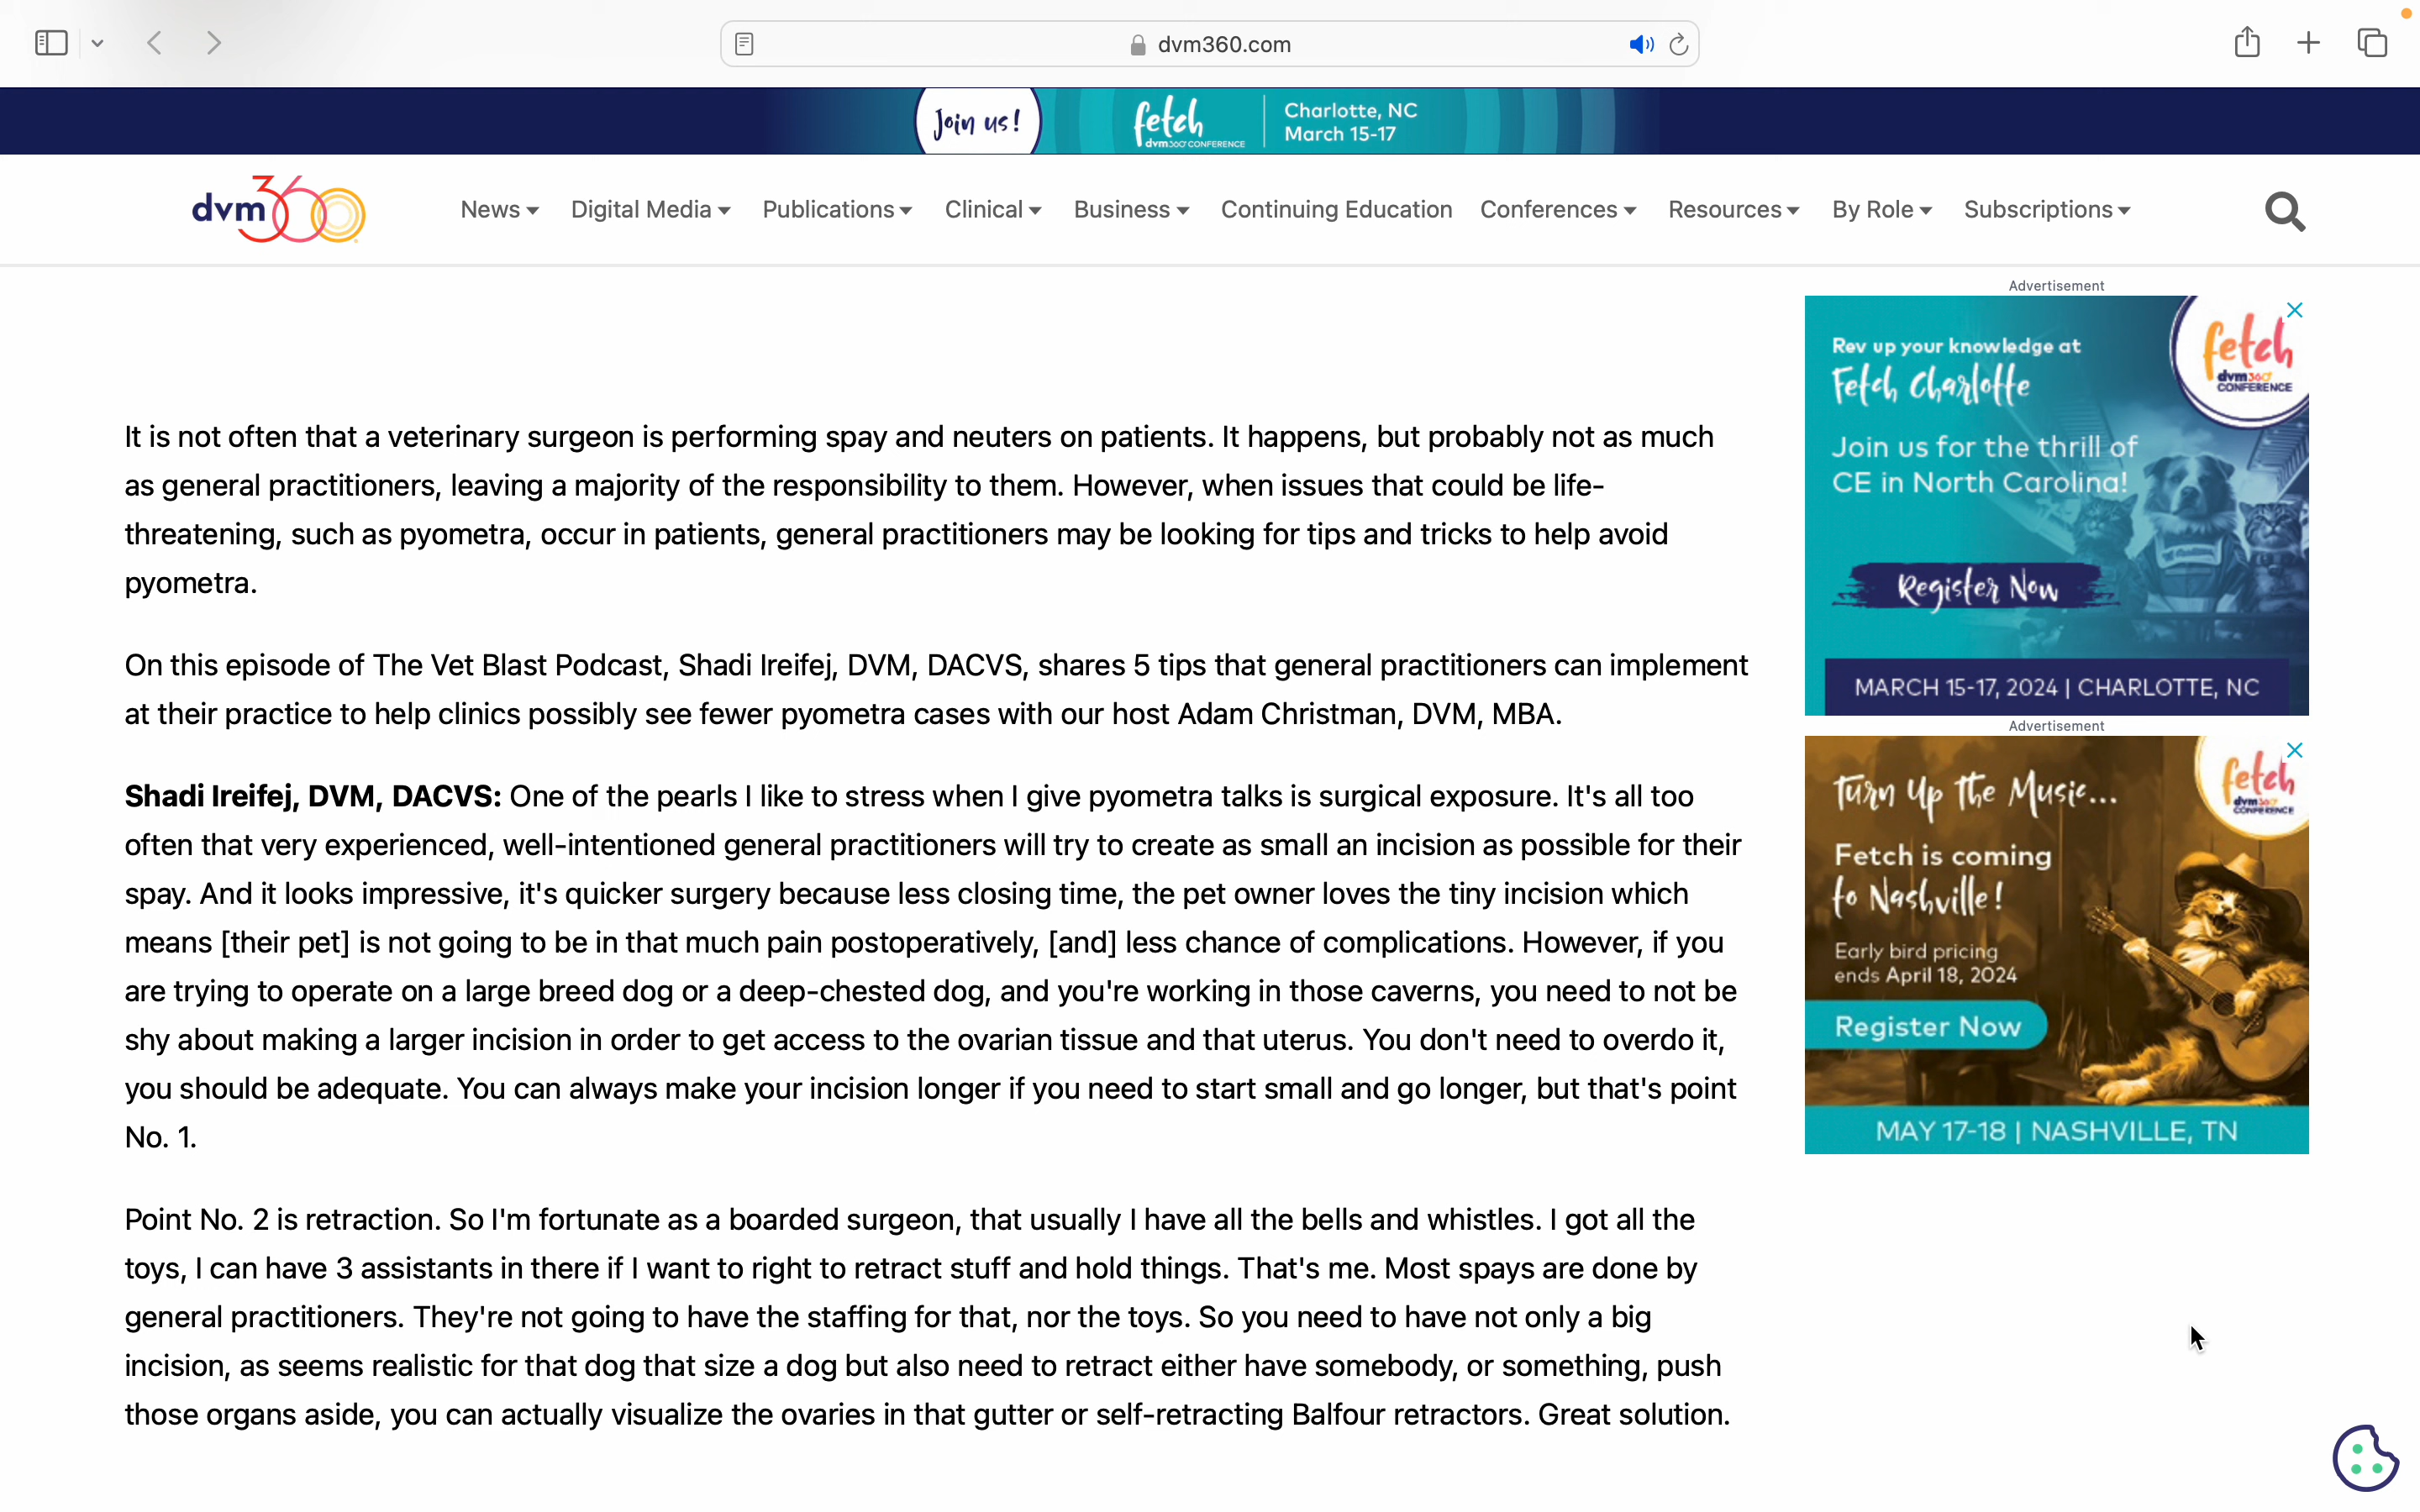 dvm360.com
Join us!
fetch
dvm360 CONFERENCE
Charlotte, NC
March 15-17
dvm360
News
Digital Media
Publications
Clinical
Business
Continuing Education
Conferences
Resources
By Role
Subscriptions
It is not often that a veterinary surgeon is performing spay and neuters on patients. It happens, but probably not as much
as general practitioners, leaving a majority of the responsibility to them. However, when issues that could be life-
threatening, such as pyometra, occur in patients, general practitioners may be looking for tips and tricks to help avoid
pyometra.
On this episode of The Vet Blast Podcast, Shadi Ireifej, DVM, DACVS, shares 5 tips that general practitioners can implement
at their practice to help clinics possibly see fewer pyometra cases with our host Adam Christman, DVM, MBA.
Shadi Ireifej, DVM, DACVS: One of the pearls I like to stress when I give pyometra talks is surgical exposure. It's all too
often that very experienced, well-intentioned general practitioners will try to create as small an incision as possible for their
spay. And it looks impressive, it's quicker surgery because less closing time, the pet owner loves the tiny incision which
means [their pet] is not going to be in that much pain postoperatively, [and] less chance of complications. However, if you
are trying to operate on a large breed dog or a deep-chested dog, and you're working in those caverns, you need to not be
shy about making a larger incision in order to get access to the ovarian tissue and that uterus. You don't need to overdo it,
you should be adequate. You can always make your incision longer if you need to start small and go longer, but that's point
No. 1.
Point No. 2 is retraction. So I'm fortunate as a boarded surgeon, that usually I have all the bells and whistles. I got all the
toys, I can have 3 assistants in there if I want to right to retract stuff and hold things. That's me. Most spays are done by
general practitioners. They're not going to have the staffing for that, nor the toys. So you need to have not only a big
incision, as seems realistic for that dog that size a dog but also need to retract either have somebody, or something, push
those organs aside, you can actually visualize the ovaries in that gutter or self-retracting Balfour retractors. Great solution.
Advertisement
fetch
dvm360
CONFERENCE
Rev up your knowledge at
Fetch Charlotte
Join us for the thrill of
CE in North Carolina!
Register Now
MARCH 15-17, 2024 | CHARLOTTE, NC
Advertisement
fetch
dvm360
CONFERENCE
Turn Up the Music...
Fetch is coming
to Nashville!
Early bird pricing
ends April 18, 2024
Register Now
MAY 17-18 | NASHVILLE, TN